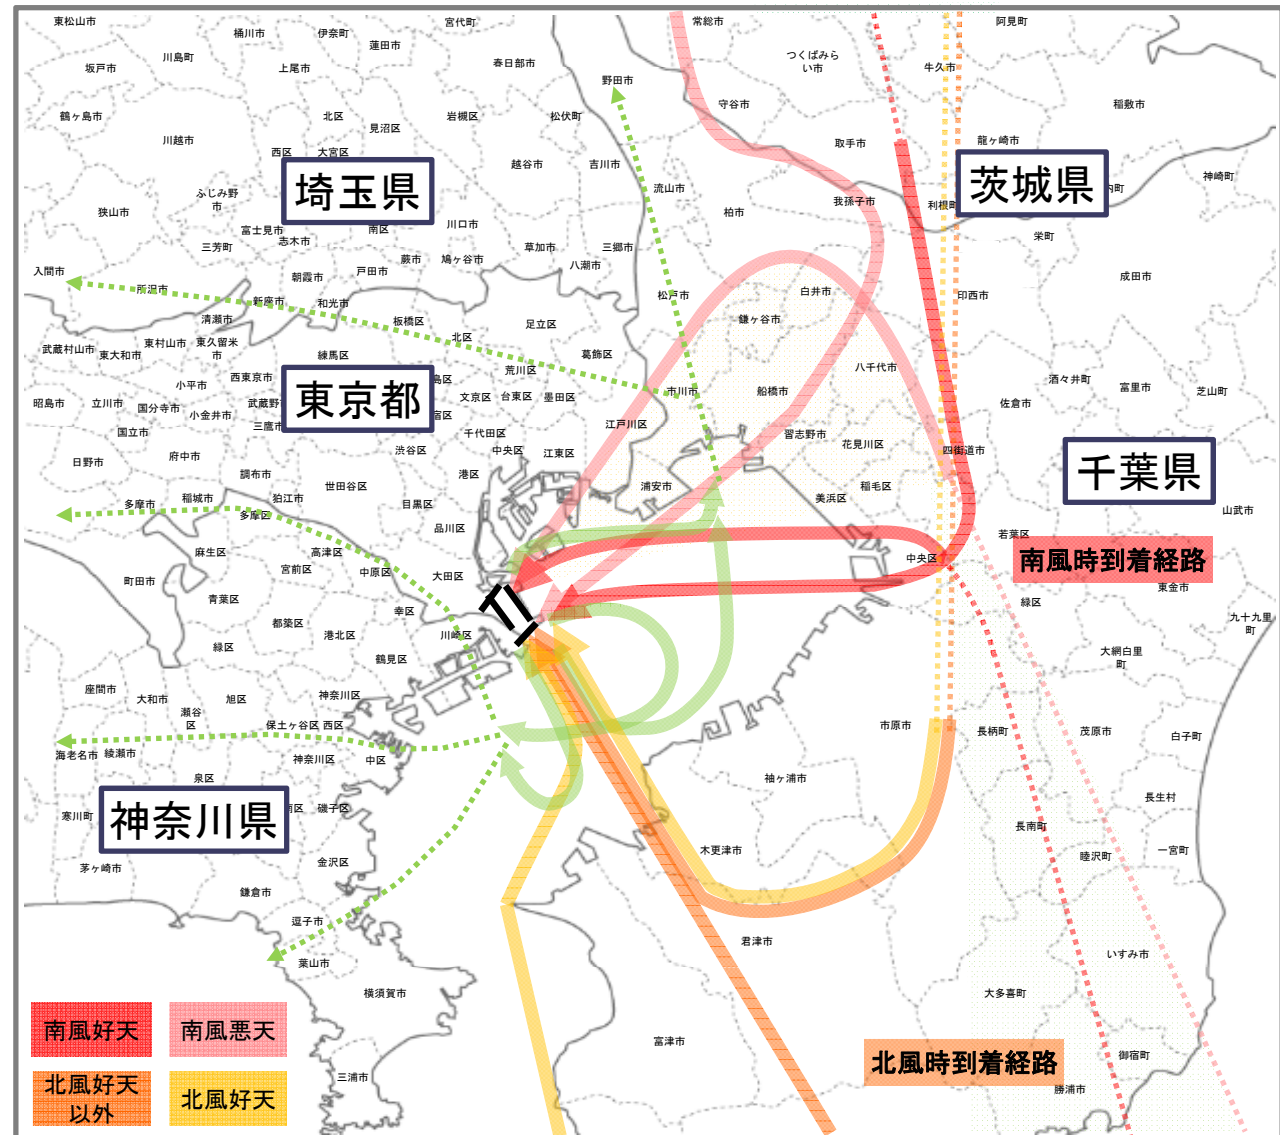 東松山市
桶川市
伊奈町
宮代町
常総市
阿見町
川島町
蓮田市
坂戸市
上尾市
春日部市
野田市
つくばみら
い市
牛久市
鶴ヶ島市
北区
岩槻区
松伏町
守谷市
稲敷市
川越市
見沼区
西区
大宮区
取手市
龍ヶ崎市
埼玉県
越谷市
吉川市
流山市
茨城県
神崎町
内町
ふじみ野
市
狭山市
富士見市
南区
川口市
柏市
我孫子市
利根町
三芳町
志木市
草加市
三郷市
栄町
入間市
所沢市
朝霞市
戸田市
蕨市
鳩ヶ谷市
八潮市
成田市
新座市
和光市
松戸市
白井市
印西市
清瀬市
板橋区
足立区
鎌ヶ谷市
武蔵村山市
東大和市
東村山市
東久留米
市
練馬区
北区
葛飾区
東京都
小平市
西東京市
島区
荒川区
八千代市
酒々井町
富里市
芝山町
昭島市
立川市
国分寺市
小金井市
武蔵野
宿区
文京区
台東区
墨田区
市川市
船橋市
佐倉市
国立市
三鷹市
千代田区
江戸川区
習志野市
花見川区
日野市
府中市
調布市
渋谷区
中央区
江東区
四街道市
千葉県
多摩市
稲城市
狛江市
世田谷区
港区
浦安市
美浜区
稲毛区
多摩区
目黒区
品川区
山武市
麻生区
高津区
中央区
若葉区
南風時到着経路
町田市
宮前区
中原区
大田区
東金市
青葉区
幸区
緑区
九十九里
町
都築区
港北区
川崎区
緑区
鶴見区
大網白里
町
座間市
大和市
瀬谷
区
旭区
神奈川区
保土ヶ谷区
西区
市原市
長柄町
茂原市
白子町
海老名市
綾瀬市
神奈川区
中区
泉区
袖ヶ浦市
長生村
神奈川県
寒川町
南区
磯子区
長南町
茅ヶ崎市
金沢区
木更津市
睦沢町
一宮町
鎌倉市
逗子市
君津市
いすみ市
葉山市
横須賀市
大多喜町
南風好天
南風悪天
富津市
北風時到着経路
御宿町
北風好天
以外
北風好天
三浦市
勝浦市